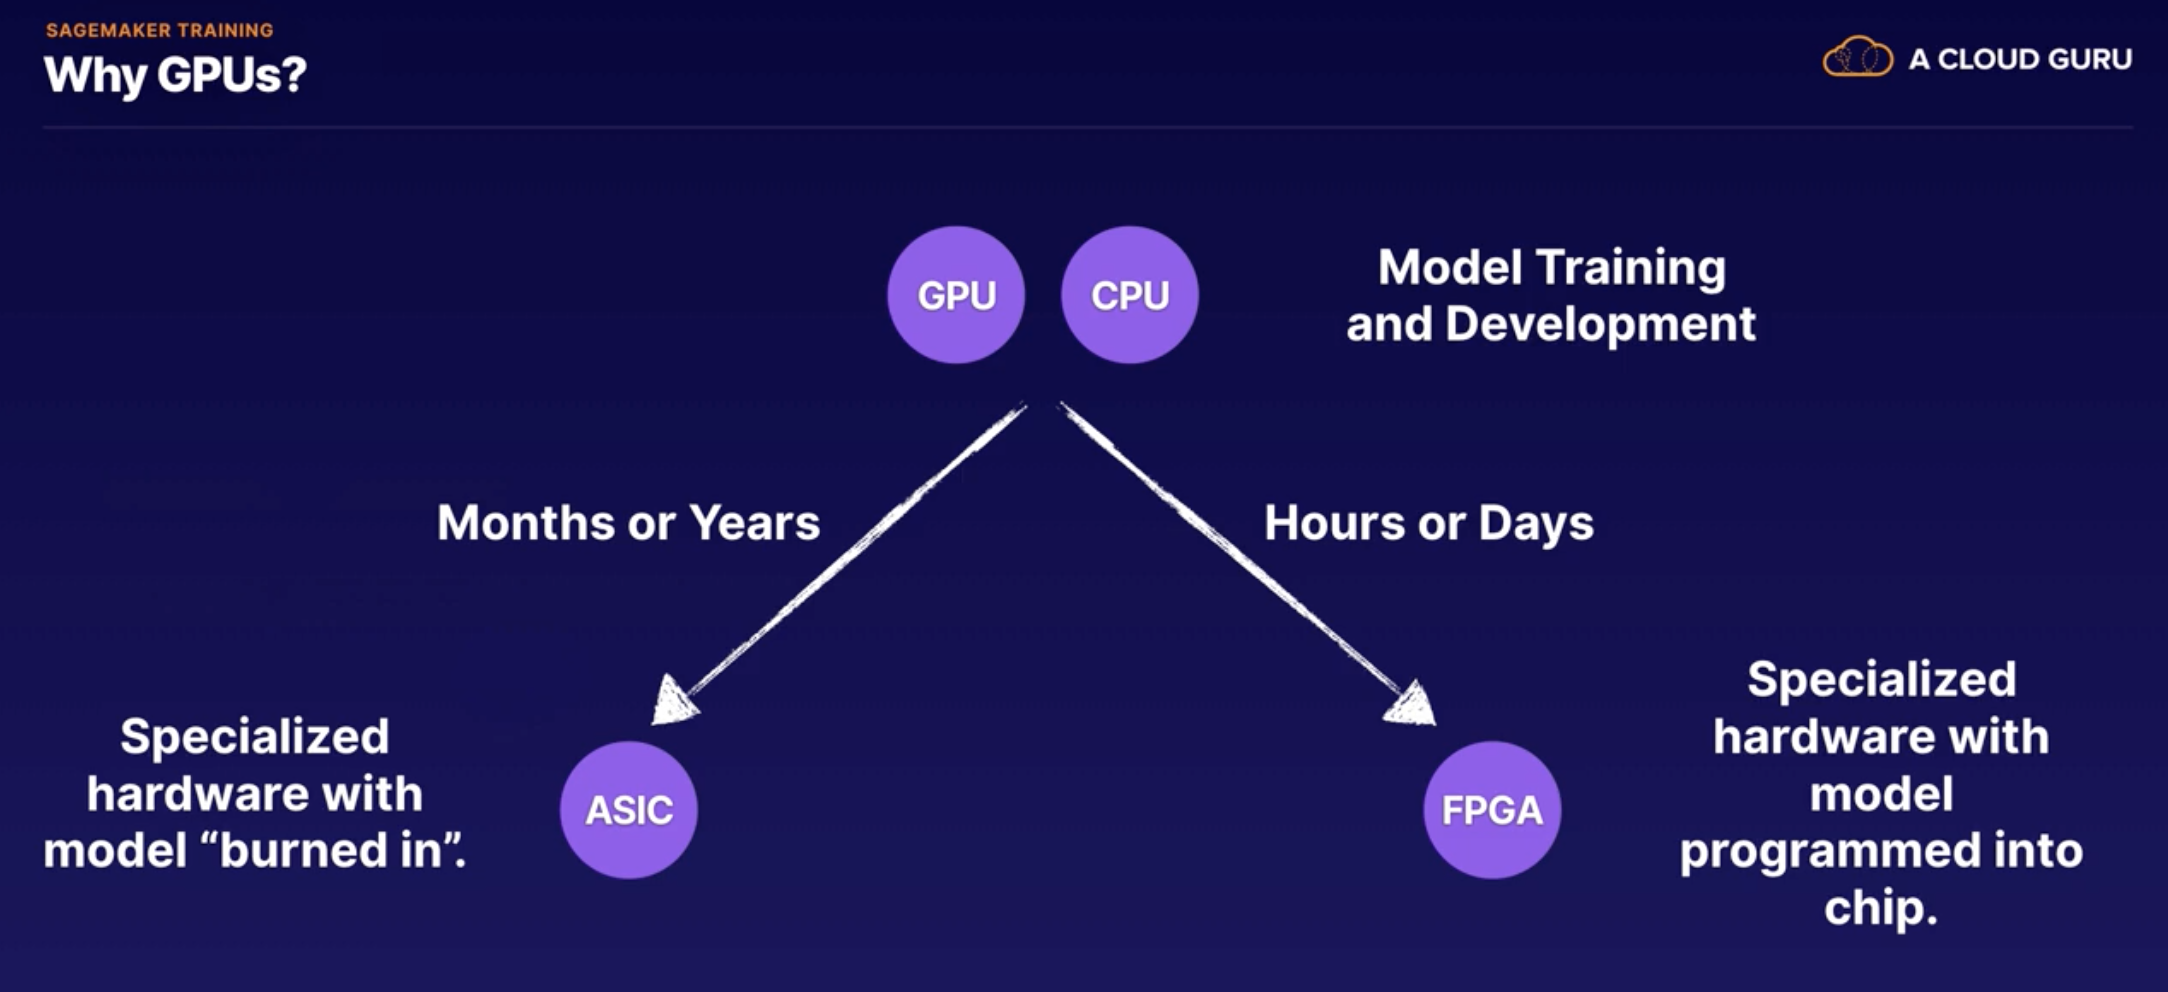 SAGEMAKER TRAINING
Why GPUs?
A CLOUD GURU
GPU
CPU
Model Training
and Development
Months or Years
Hours or Days
Specialized
hardware with
model “burned in”.
ASIC
FPGA
Specialized
hardware with
model
programmed into
chip.